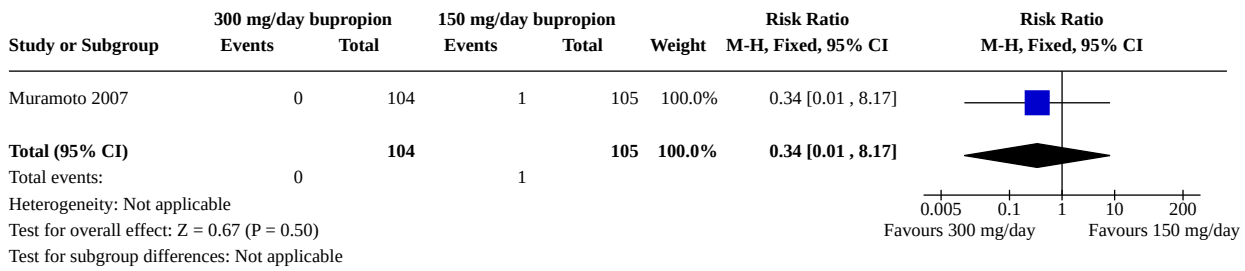 300 mg/day bupropion 150 mg/day bupropion Risk Ratio Risk Ratio
Study or Subgroup Events Total Events Total Weight M-H, Fixed, 95% CI M-H, Fixed, 95% CI
Muramoto 2007 0 104 1 105 100.0% 0.34 [0.01 , 8.17]
Total (95% CI) 104 105 100.0% 0.34 [0.01 , 8.17]
Total events: 0 1
Heterogeneity: Not applicable
0.005 0.1 1 10 200
Test for overall effect: Z = 0.67 (P = 0.50)
Favours 300 mg/day Favours 150 mg/day
Test for subgroup differences: Not applicable